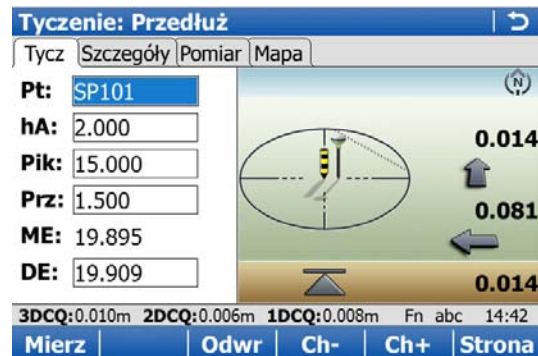 Tyczenie: Przedłuż
Tycz Szczegóły Pomiar Mapa
Pt: SP101
hA: 2.000
Pik: 15.000
Prz: 1.500
ME: 19.895
DE: 19.909
N
0.014
0.081
0.014
3DCQ:0.010m 2DCQ:0.006m 1DCQ:0.008m Fn abc 14:42
Mierz Odwr Ch- Ch+ Strona